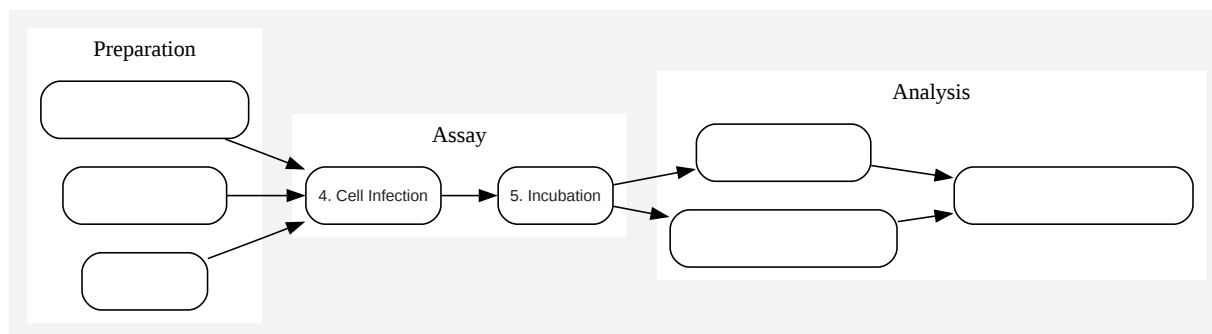 Preparation
Assay
4. Cell Infection
5. Incubation
Analysis